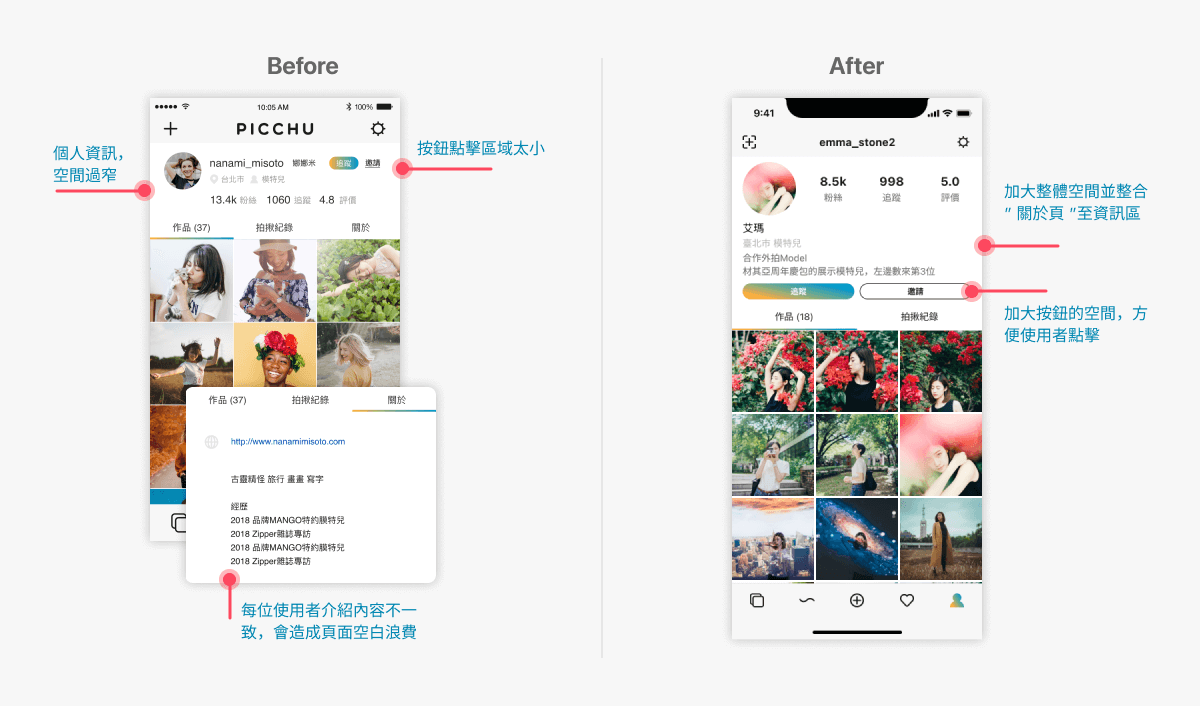 Before
After
個人資訊，
空間過窄
10:05 AM
100%
PICCHU
nanami_misoto 娜娜米 追蹤 邀請
台北市 模特兒
13.4k 粉絲 1060 追蹤 4.8 評價
作品 (37) 拍揪紀錄 關於
按鈕點擊區域太小
作品 (37) 拍揪紀錄 關於
http://www.nanamimisoto.com
古靈精怪 旅行 畫畫 寫字
經歷
2018 品牌MANGO特約模特兒
2018 Zipper雜誌專訪
2018 品牌MANGO特約模特兒
2018 Zipper雜誌專訪
每位使用者介紹內容不一
致，會造成頁面空白浪費
9:41
emma_stone2
8.5k 998 5.0
粉絲 追蹤 評價
艾瑪
臺北市 模特兒
合作外拍Model
材其亞周年慶包的展示模特兒，左邊數來第3位
追蹤 邀請
作品 (18) 拍揪紀錄
加大整體空間並整合
“ 關於頁 ”至資訊區
加大按鈕的空間，方
便使用者點擊